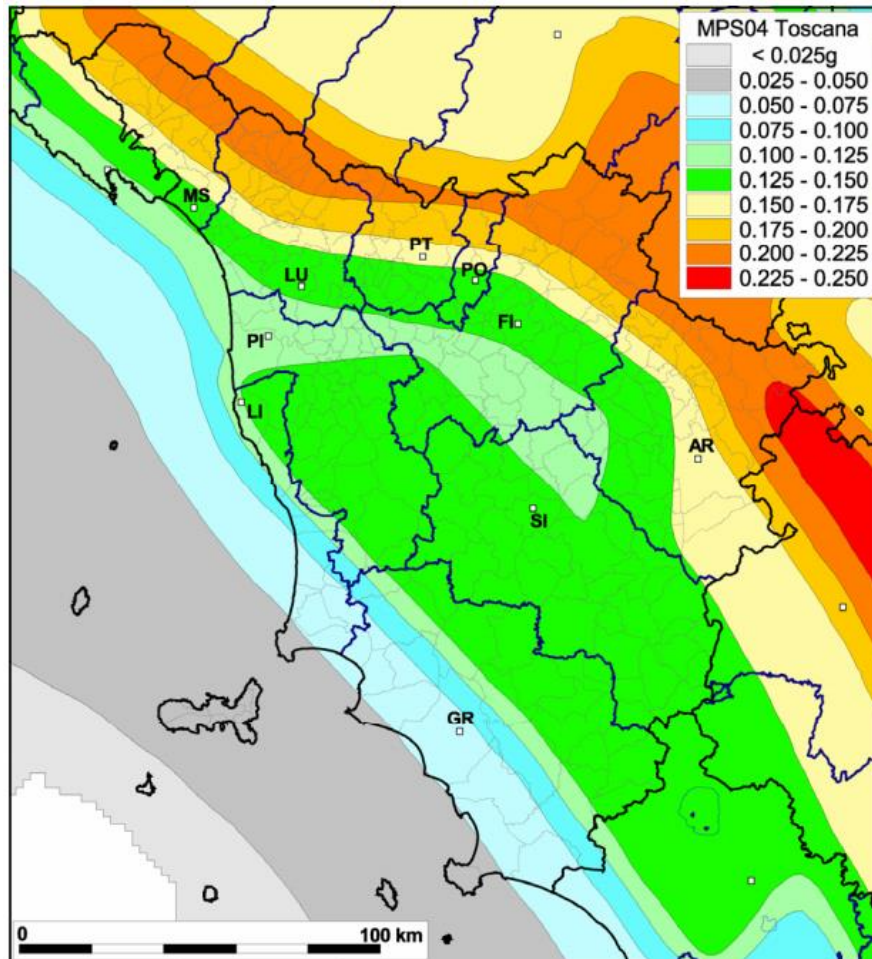 MPS04 Toscana
< 0.025g
0.025 - 0.050
0.050 - 0.075
0.075 - 0.100
0.100 - 0.125
0.125 - 0.150
0.150 - 0.175
0.175 - 0.200
0.200 - 0.225
0.225 - 0.250
MS
PT
LU
PO
FI
PI
LI
AR
SI
GR
0 100 km